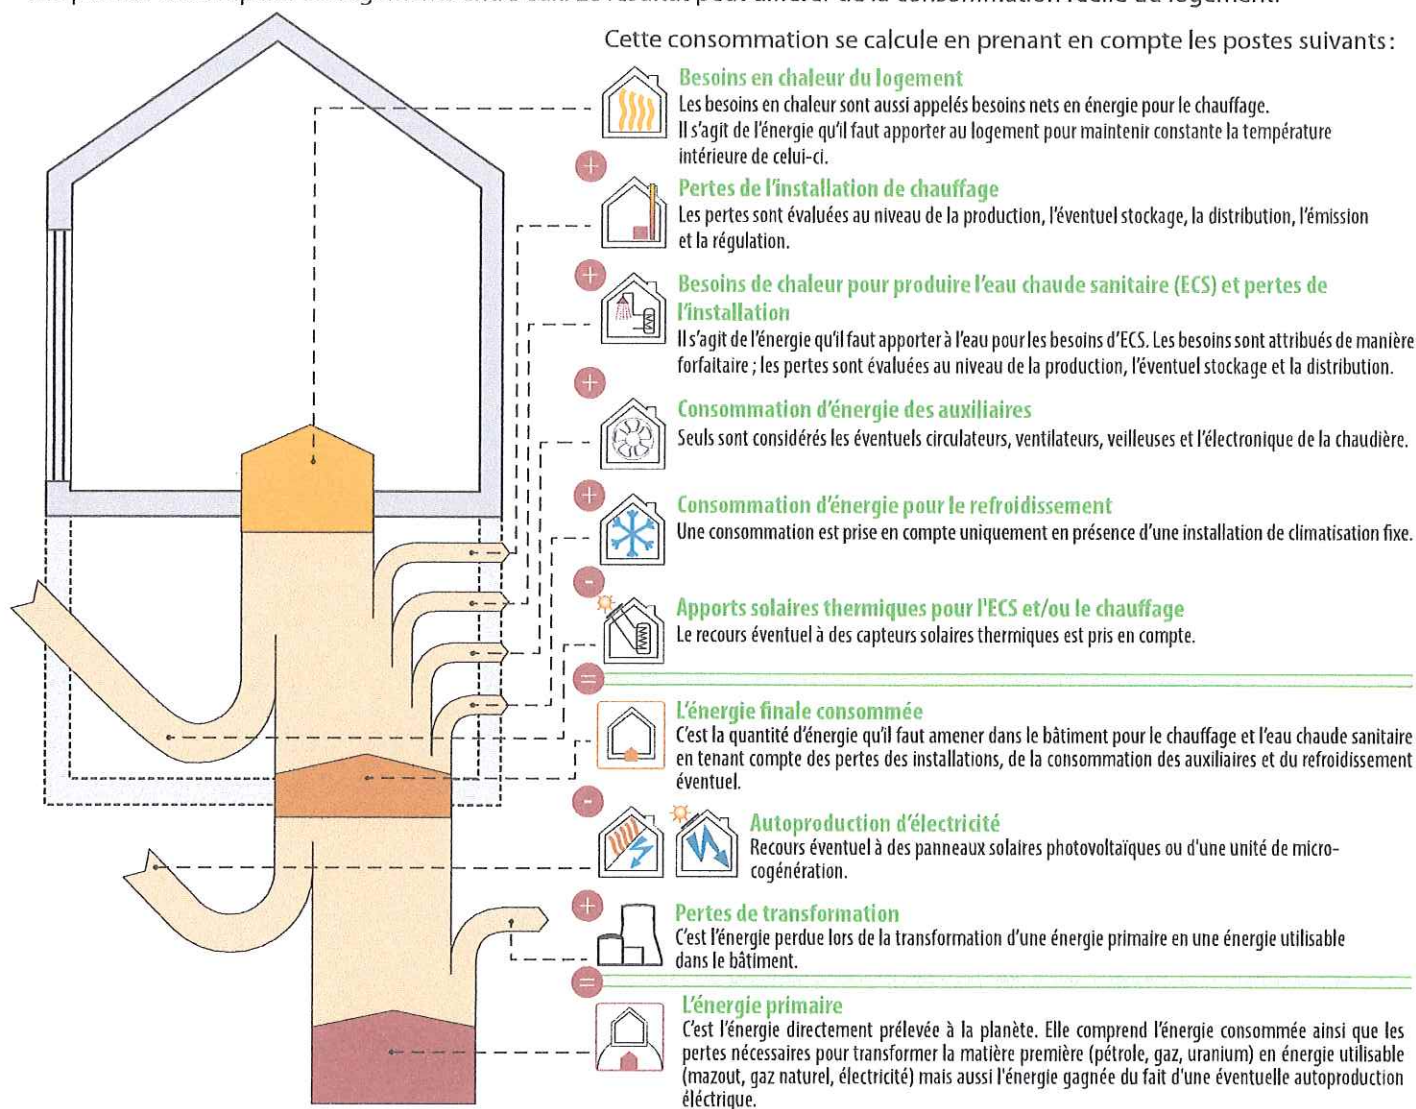 Cette consommation se calcule en prenant en compte les postes suivants:
Besoins en chaleur du logement
Les besoins en chaleur sont aussi appelés besoins nets en énergie pour le chauffage.
Il s'agit de l'énergie qu'il faut apporter au logement pour maintenir constante la température
intérieure de celui-ci.
+
Pertes de l'installation de chauffage
Les pertes sont évaluées au niveau de la production, l'éventuel stockage, la distribution, l'émission
et la régulation.
+
Besoins de chaleur pour produire l'eau chaude sanitaire (ECS) et pertes de
l'installation
Il s'agit de l'énergie qu'il faut apporter à l'eau pour les besoins d'ECS. Les besoins sont attribués de manière
forfaitaire ; les pertes sont évaluées au niveau de la production, l'éventuel stockage et la distribution.
+
Consommation d'énergie des auxiliaires
Seuls sont considérés les éventuels circulateurs, ventilateurs, veilleuses et l'électronique de la chaudière.
+
Consommation d'énergie pour le refroidissement
Une consommation est prise en compte uniquement en présence d'une installation de climatisation fixe.
-
Apports solaires thermiques pour l'ECS et/ou le chauffage
Le recours éventuel à des capteurs solaires thermiques est pris en compte.
=
L'énergie finale consommée
C'est la quantité d'énergie qu'il faut amener dans le bâtiment pour le chauffage et l'eau chaude sanitaire
en tenant compte des pertes des installations, de la consommation des auxiliaires et du refroidissement
éventuel.
-
Autoproduction d'électricité
Recours éventuel à des panneaux solaires photovoltaïques ou d'une unité de micro-
cogénération.
+
Pertes de transformation
C'est l'énergie perdue lors de la transformation d'une énergie primaire en une énergie utilisable
dans le bâtiment.
=
L'énergie primaire
C'est l'énergie directement prélevée à la planète. Elle comprend l'énergie consommée ainsi que les
pertes nécessaires pour transformer la matière première (pétrole, gaz, uranium) en énergie utilisable
(mazout, gaz naturel, électricité) mais aussi l'énergie gagnée du fait d'une éventuelle autoproduction
éléctrique.